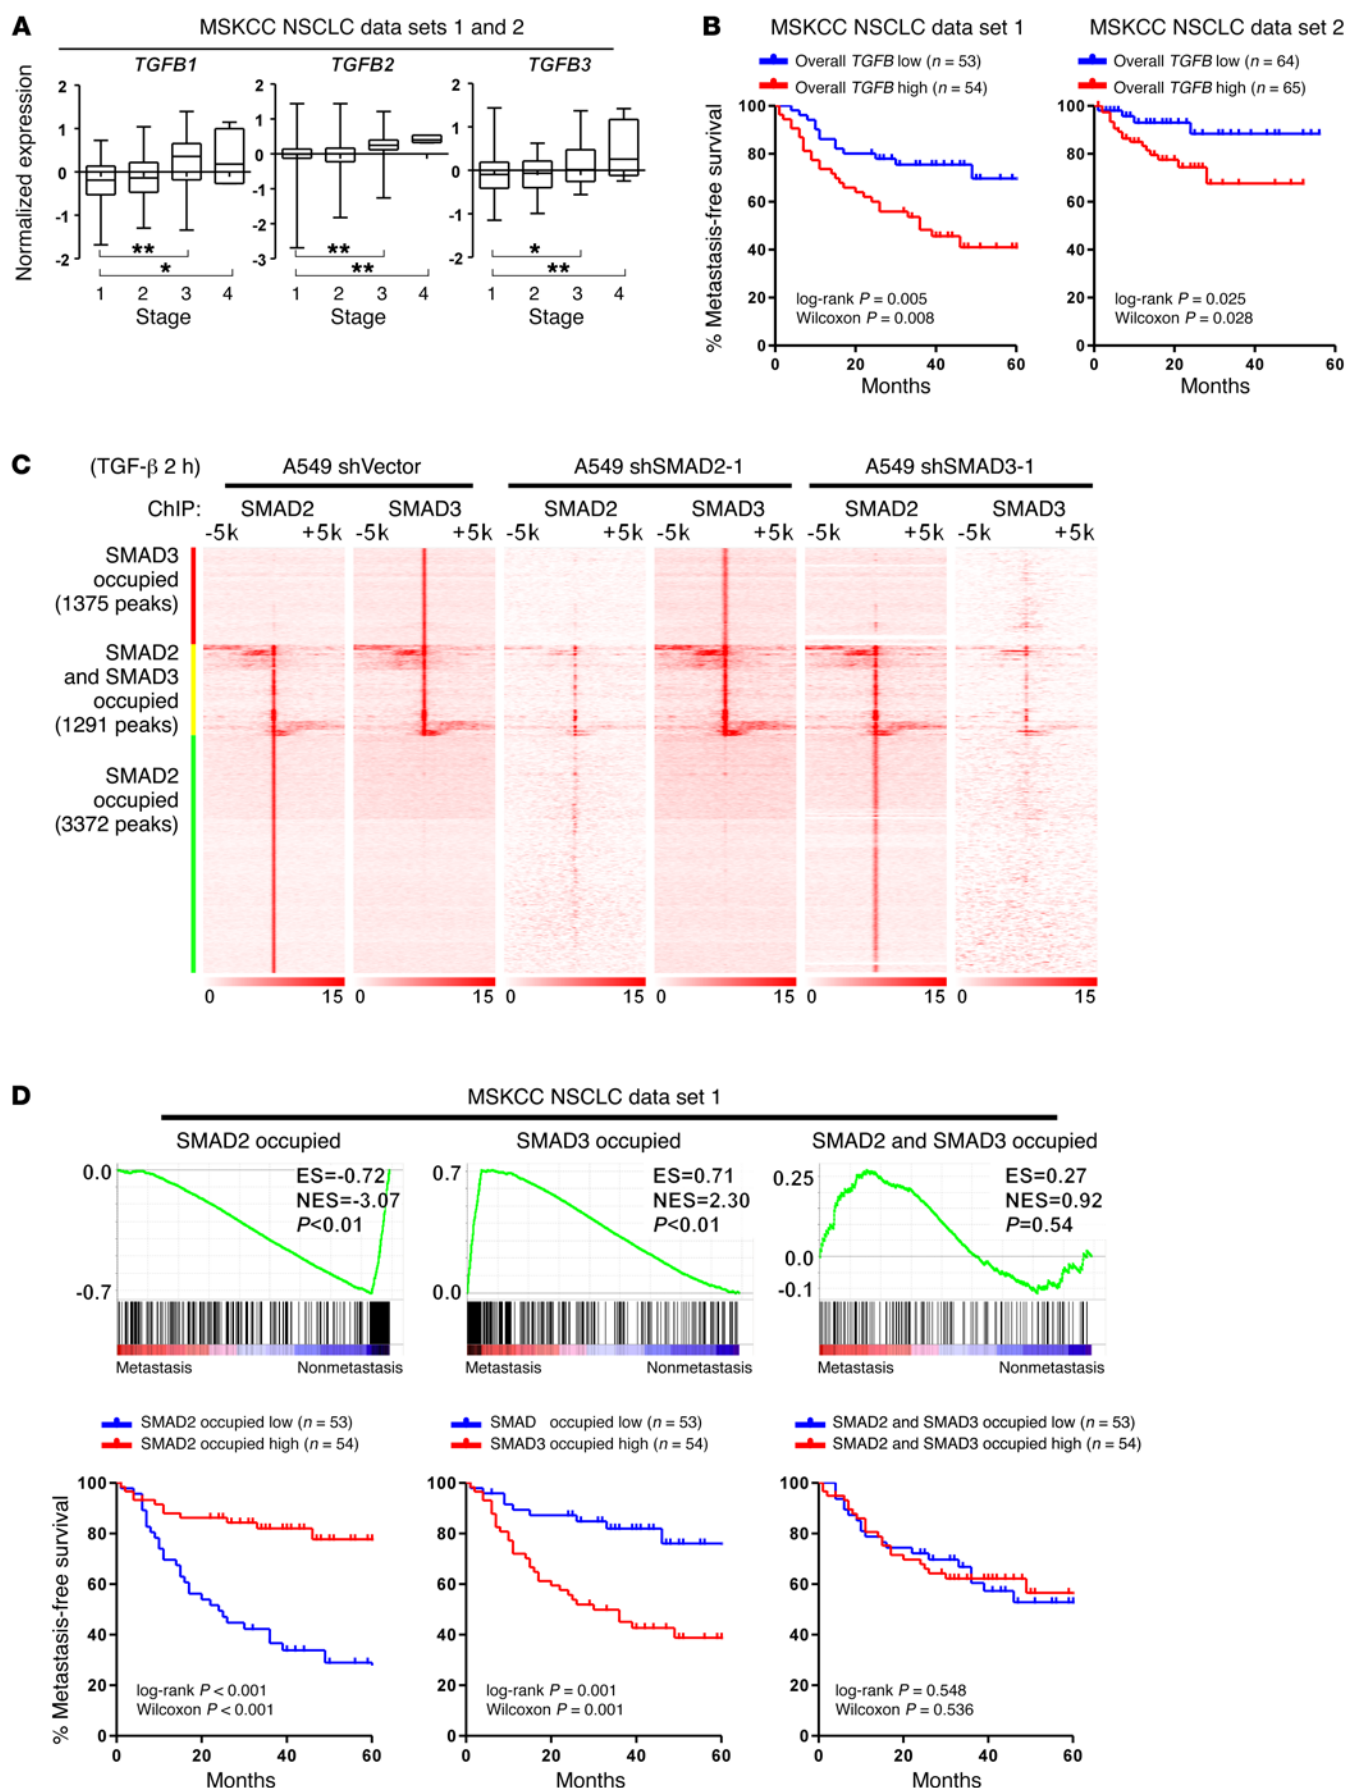 A
MSKCC NSCLC data sets 1 and 2
TGFB1
TGFB2
TGFB3
Normalized expression
2
1
0
-1
-2
2
1
0
-1
-2
-3
2
1
0
-1
-2
**
*
**
**
*
**
1 2 3 4
1 2 3 4
1 2 3 4
Stage
Stage
Stage
B
MSKCC NSCLC data set 1
Overall TGFB low (n = 53)
Overall TGFB high (n = 54)
% Metastasis-free survival
100
80
60
40
20
0
log-rank P = 0.005
Wilcoxon P = 0.008
0 20 40 60
Months
MSKCC NSCLC data set 2
Overall TGFB low (n = 64)
Overall TGFB high (n = 65)
100
80
60
40
20
0
log-rank P = 0.025
Wilcoxon P = 0.028
0 20 40 60
Months
C
(TGF-β 2 h)
A549 shVector
A549 shSMAD2-1
A549 shSMAD3-1
ChIP:
SMAD2 SMAD3 SMAD2 SMAD3 SMAD2 SMAD3
-5k +5k -5k +5k -5k +5k -5k +5k -5k +5k -5k +5k
SMAD3
occupied
(1375 peaks)
SMAD2
and SMAD3
occupied
(1291 peaks)
SMAD2
occupied
(3372 peaks)
0 15 0 15 0 15 0 15 0 15 0 15
D
MSKCC NSCLC data set 1
SMAD2 occupied
0.0
-0.7
ES=-0.72
NES=-3.07
P<0.01
Metastasis
Nonmetastasis
SMAD3 occupied
0.7
0.0
ES=0.71
NES=2.30
P<0.01
Metastasis
Nonmetastasis
SMAD2 and SMAD3 occupied
0.25
0.0
-0.1
ES=0.27
NES=0.92
P=0.54
Metastasis
Nonmetastasis
SMAD2 occupied low (n = 53)
SMAD2 occupied high (n = 54)
% Metastasis-free survival
100
80
60
40
20
0
log-rank P < 0.001
Wilcoxon P < 0.001
0 20 40 60
Months
SMAD occupied low (n = 53)
SMAD3 occupied high (n = 54)
100
80
60
40
20
0
log-rank P = 0.001
Wilcoxon P = 0.001
0 20 40 60
Months
SMAD2 and SMAD3 occupied low (n = 53)
SMAD2 and SMAD3 occupied high (n = 54)
100
80
60
40
20
0
log-rank P = 0.548
Wilcoxon P = 0.536
0 20 40 60
Months